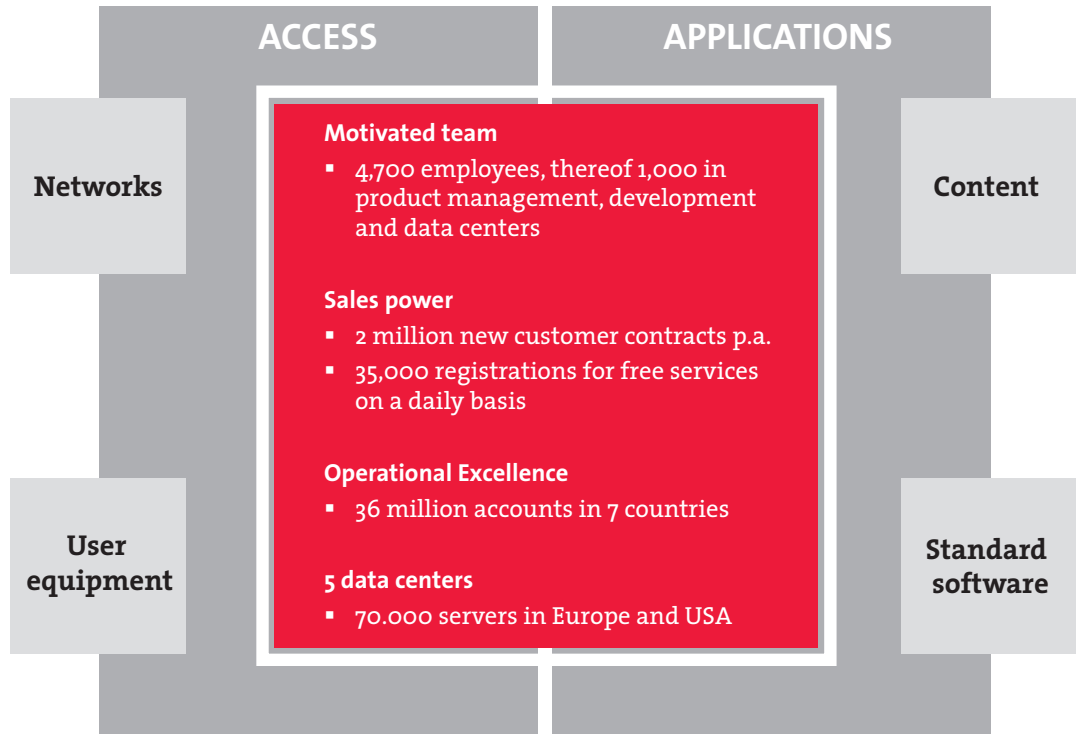 ACCESS
APPLICATIONS
Networks
User
equipment
Motivated team
▪ 4,700 employees, thereof 1,000 in
product management, development
and data centers
Sales power
▪ 2 million new customer contracts p.a.
▪ 35,000 registrations for free services
on a daily basis
Operational Excellence
▪ 36 million accounts in 7 countries
5 data centers
▪ 70.000 servers in Europe and USA
Content
Standard
software